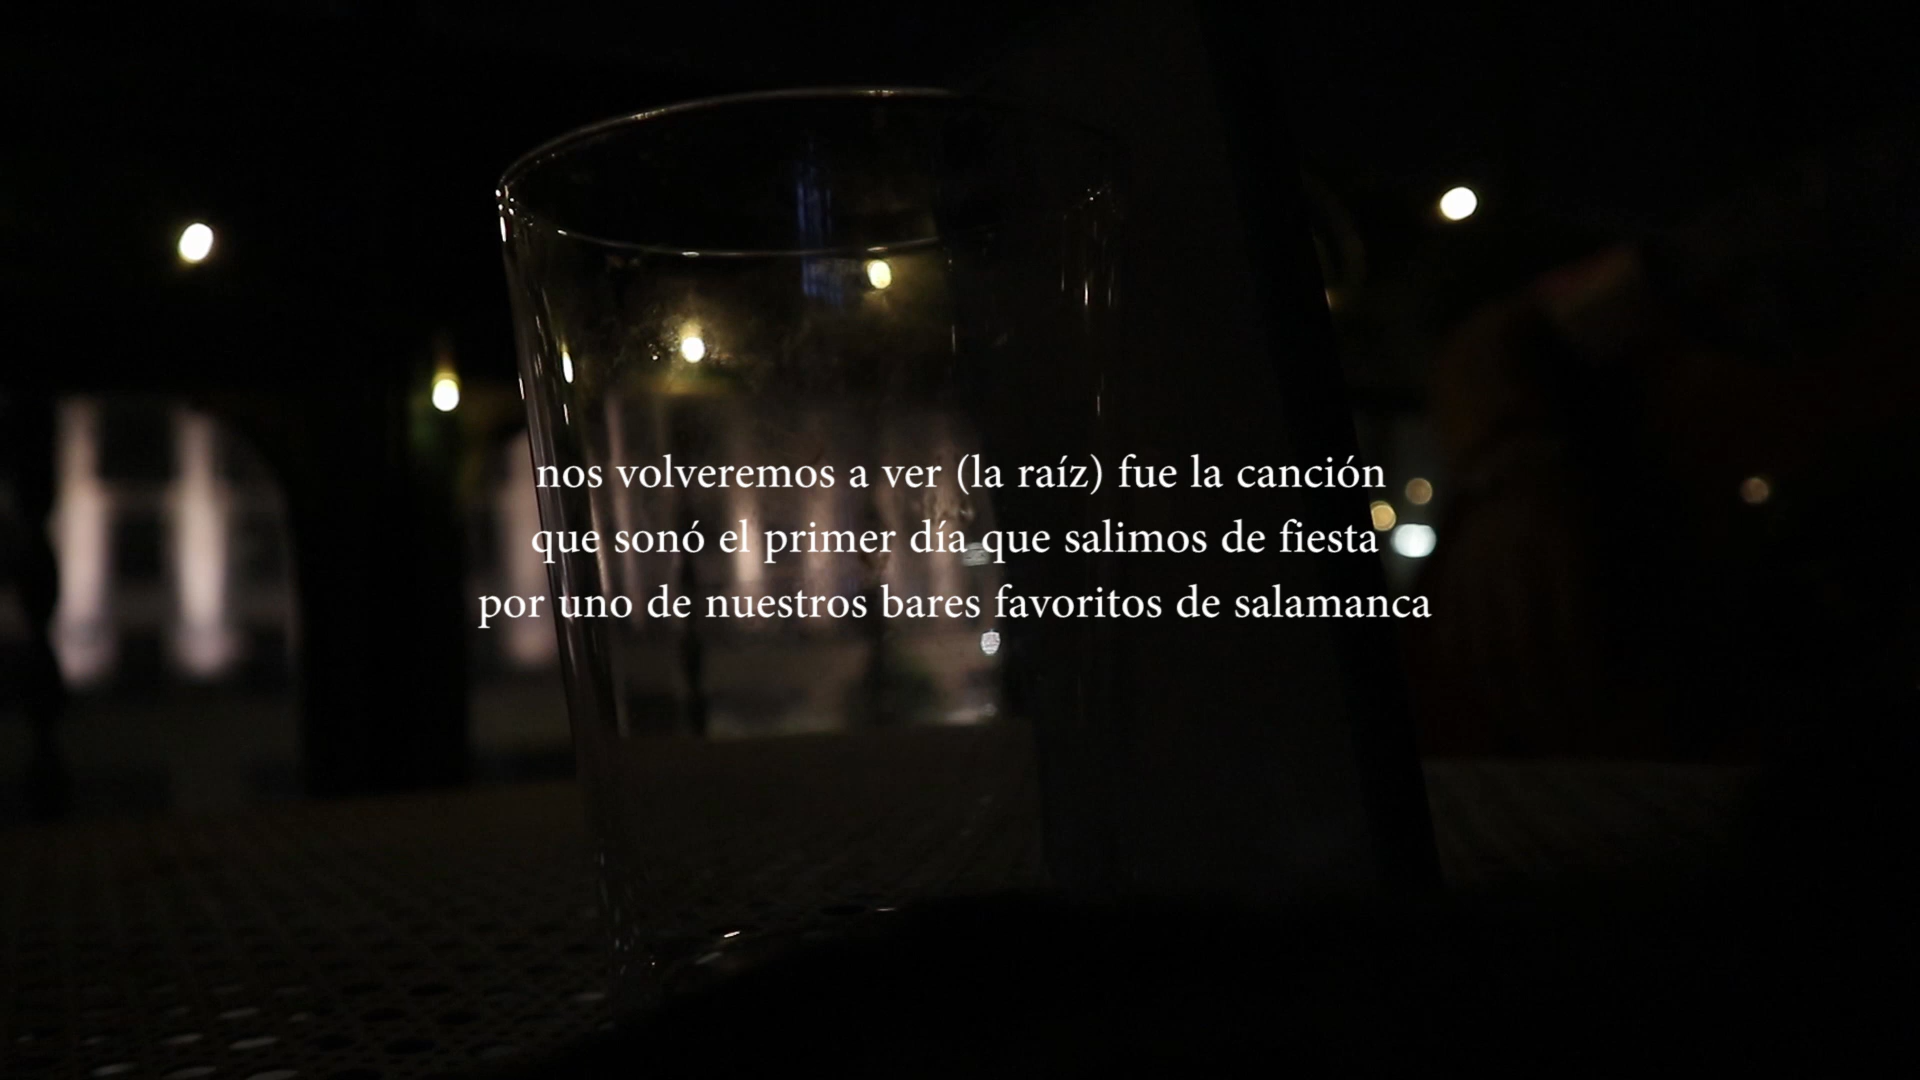 nos volveremos a ver (la raíz) fue la canción
que sonó el primer día que salimos de fiesta
por uno de nuestros bares favoritos de salamanca